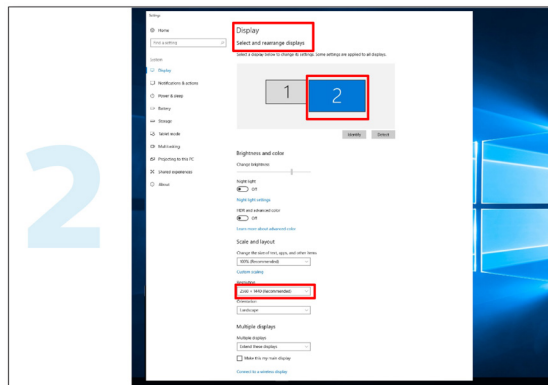 2
Settings
Home
Find a setting
System
Display
Notifications & actions
Power & sleep
Battery
Storage
Tablet mode
Multitasking
Projecting to this PC
Shared experiences
About
Display
Select and rearrange displays
Select a display below to change its settings. Some settings are applied to all displays.
1
2
Identify
Detect
Brightness and color
Change brightness
Night light
Off
Night light settings
HDR and advanced color
Off
Learn more about advanced color
Scale and layout
Change the size of text, apps, and other items
100% (Recommended)
Custom scaling
Resolution
2560 × 1440 (Recommended)
Orientation
Landscape
Multiple displays
Multiple displays
Extend these displays
Make this my main display
Connect to a wireless display